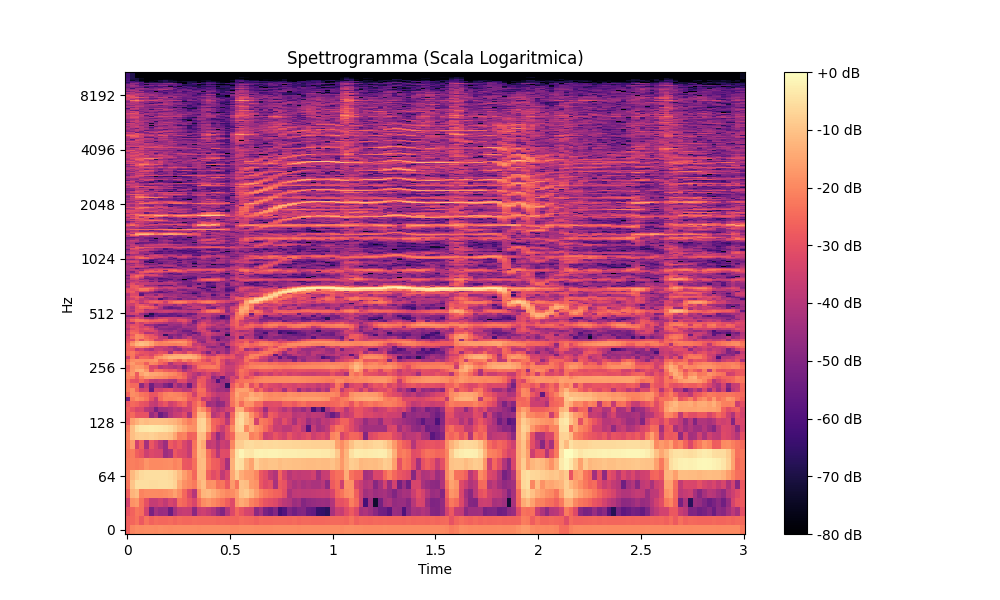 Spettrogramma (Scala Logaritmica)
Hz
8192
4096
2048
1024
512
256
128
64
0
0 0.5 1 1.5 2 2.5 3
Time
+0 dB
-10 dB
-20 dB
-30 dB
-40 dB
-50 dB
-60 dB
-70 dB
-80 dB